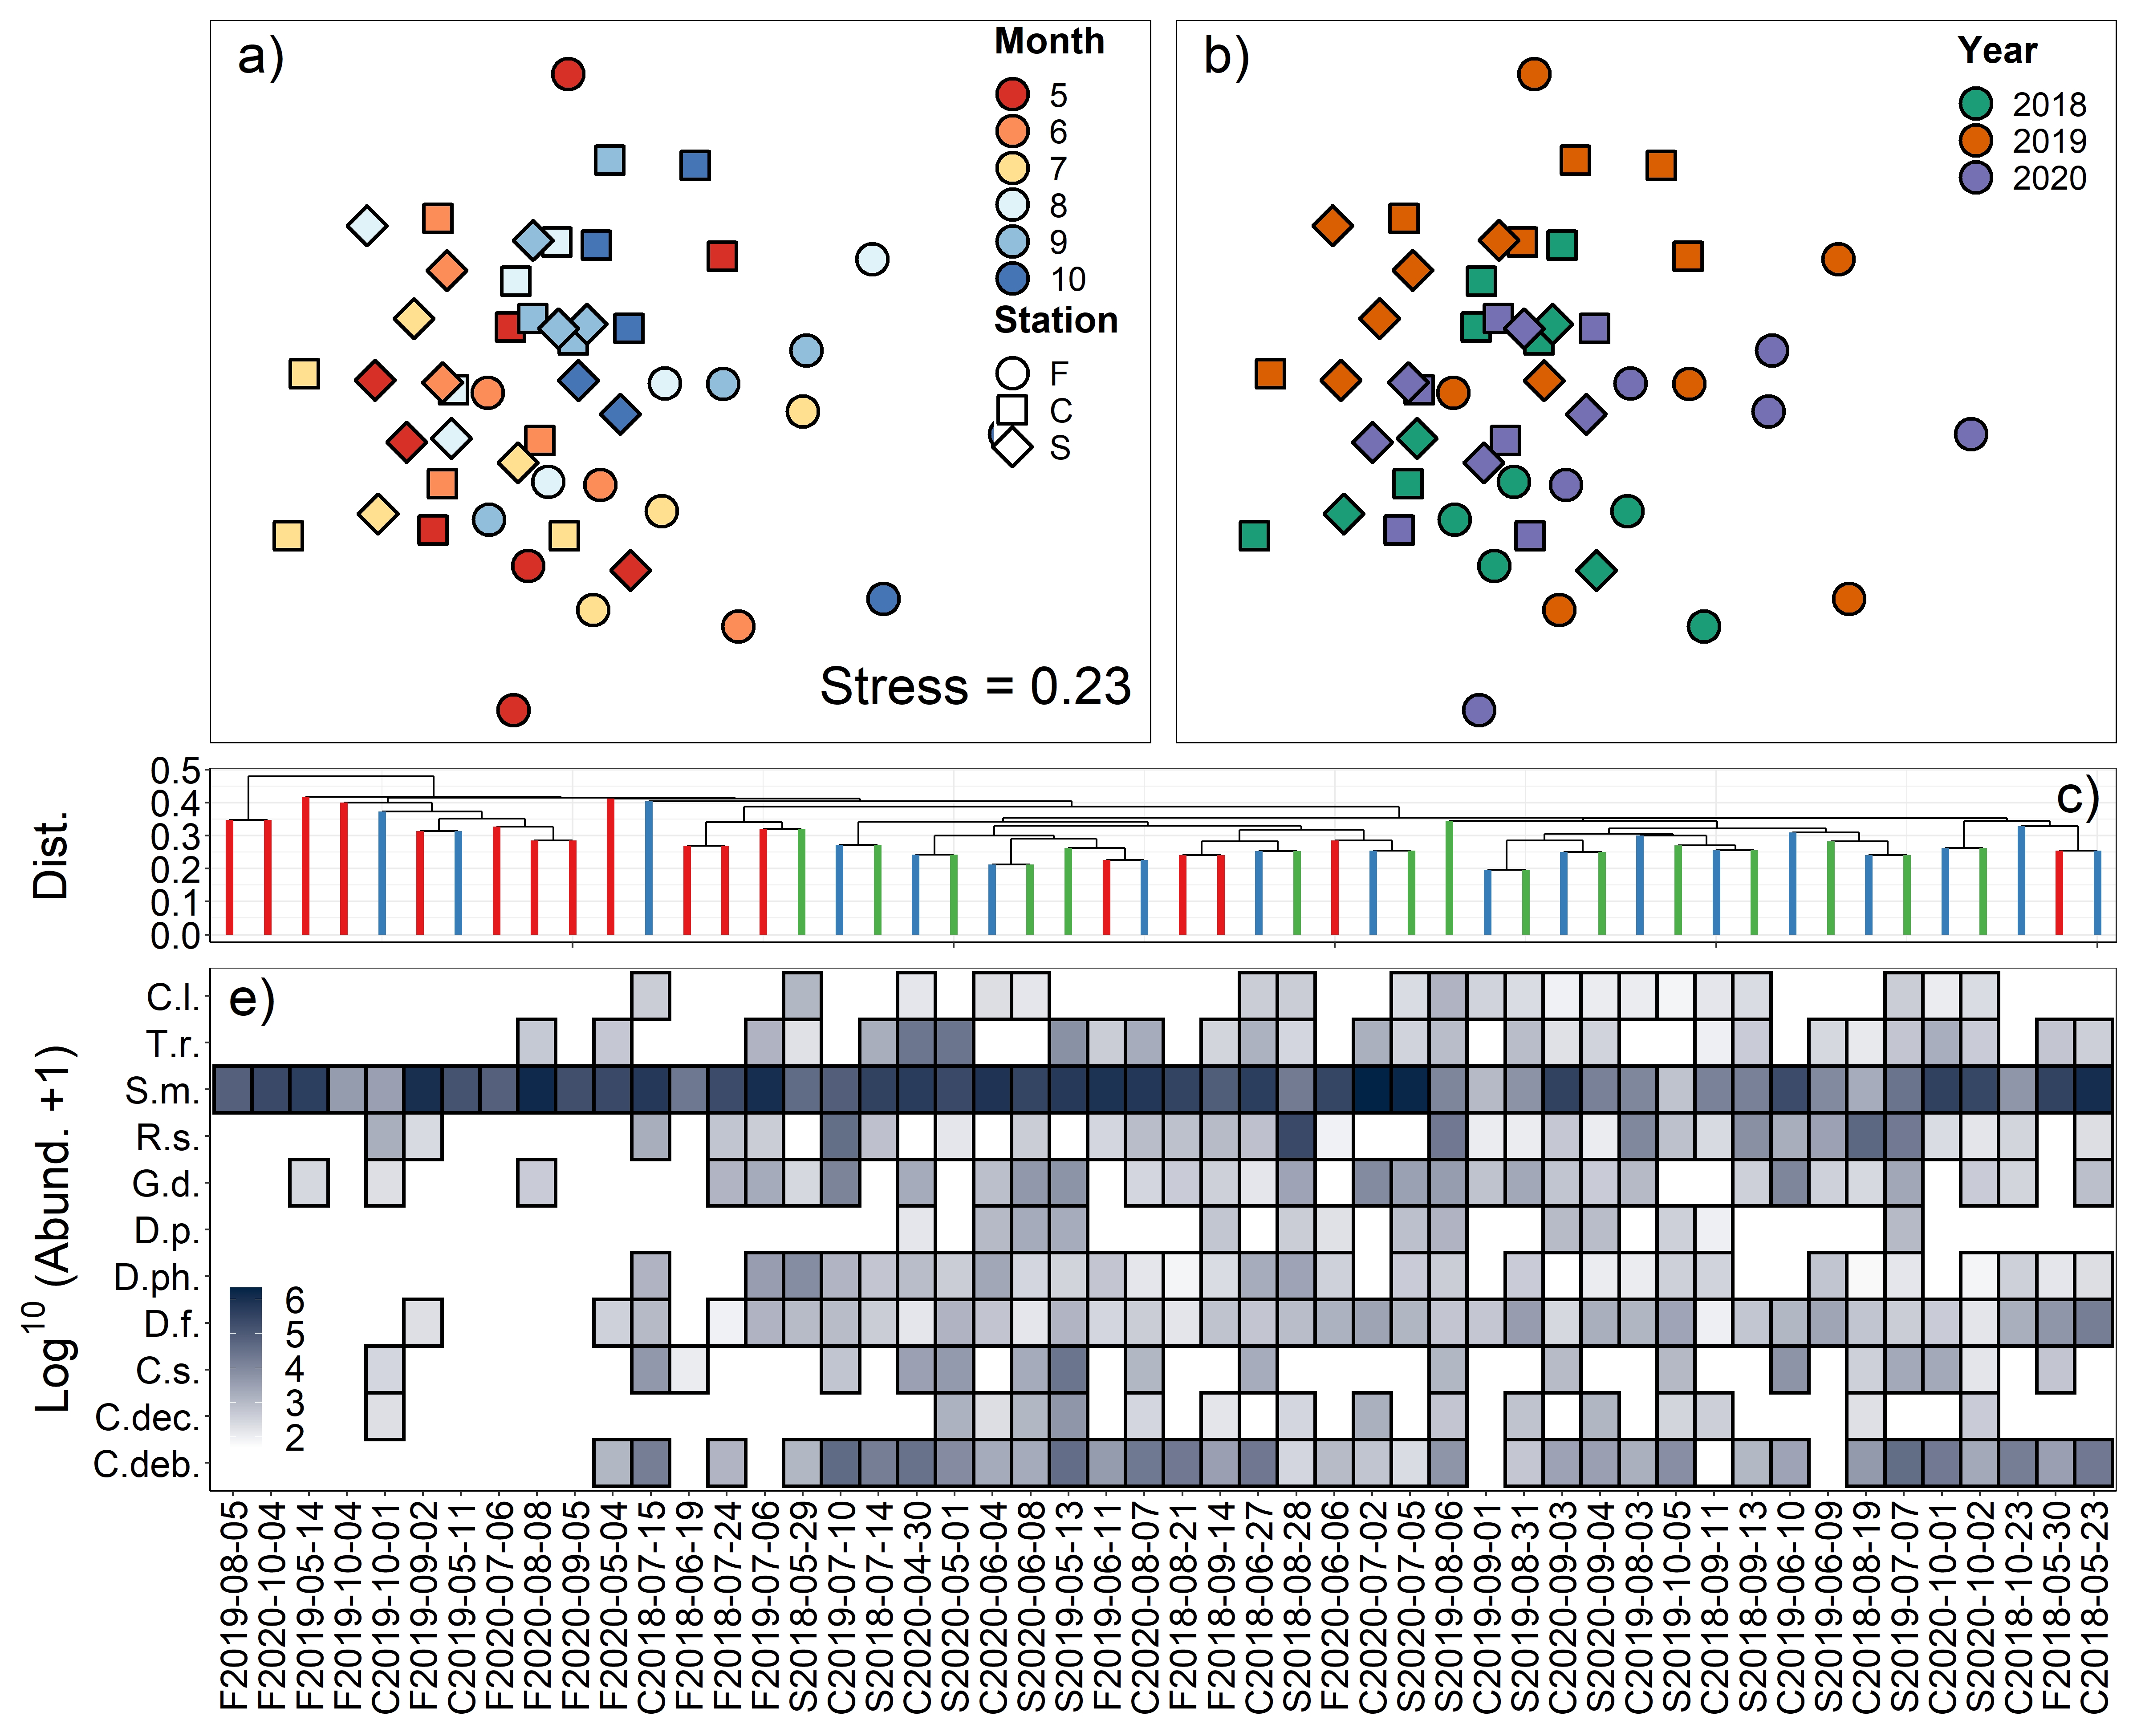 a)
Month
5
6
7
8
9
10
Station
F
C
S
Stress = 0.23
b)
Year
2018
2019
2020
c)
Dist.
0.5
0.4
0.3
0.2
0.1
0.0
e)
Log10 (Abund. +1)
C.l.
T.r.
S.m.
R.s.
G.d.
D.p.
D.ph.
D.f.
C.s.
C.dec.
C.deb.
6
5
4
3
2
F2019-08-05
F2020-10-04
F2019-05-14
F2019-10-04
C2019-10-01
F2019-09-02
C2019-05-11
F2020-07-06
F2020-08-08
F2020-09-05
F2020-05-04
C2018-07-15
F2018-06-19
F2018-07-24
F2019-07-06
S2018-05-29
C2019-07-10
S2018-07-14
C2020-04-30
S2020-05-01
C2020-06-04
S2020-06-08
S2019-05-13
F2019-06-11
C2020-08-07
F2018-08-21
F2018-09-14
C2018-06-27
S2018-08-28
F2020-06-06
C2020-07-02
S2020-07-05
S2019-08-06
C2019-09-01
S2019-08-31
C2020-09-03
S2020-09-04
C2019-08-03
S2019-10-05
C2018-09-11
S2018-09-13
C2019-06-10
S2019-06-09
C2018-08-19
S2019-07-07
C2020-10-01
S2020-10-02
C2018-10-23
F2018-05-30
C2018-05-23